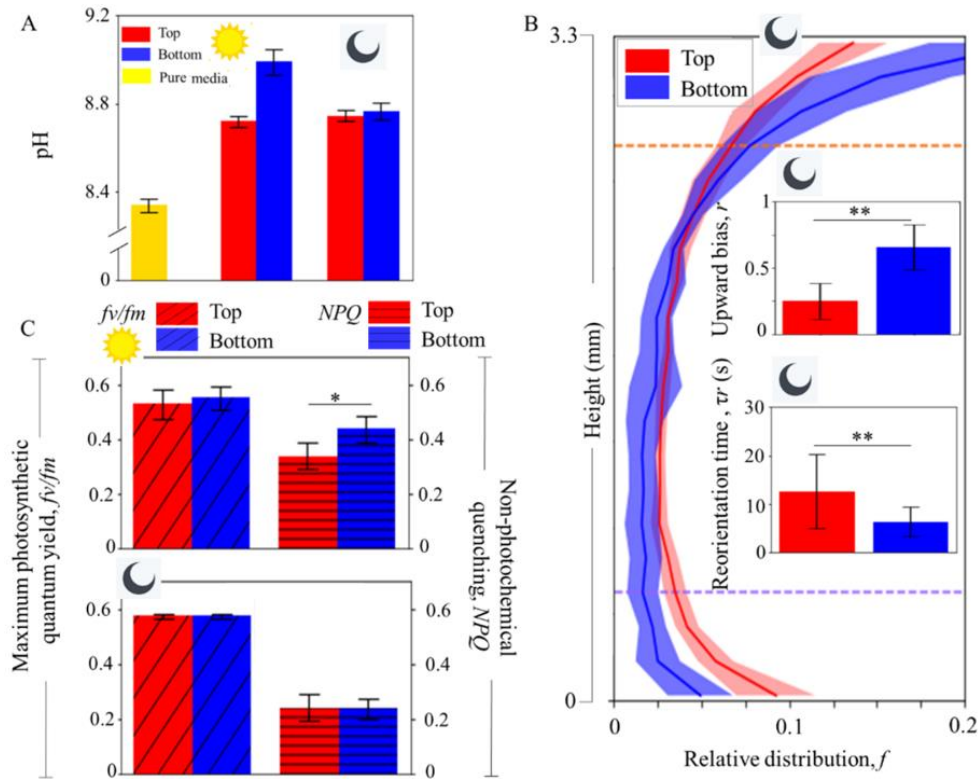 A
9.2
Top
Bottom
Pure media
8.8
pH
8.4
0
B
3.3
Top
Bottom
Upward bias, r
1
0.5
0
**
Reorientation time , τr (s)
30
20
10
0
**
Height (mm)
0
0
0.1
0.2
Relative distribution, f
C
fv/fm
Top
Bottom
NPQ
Top
Bottom
Maximum photosynthetic
quantum yield, fv/fm
0.6
0.4
0.2
0
*
0.6
0.4
0.2
0
0.6
0.4
0.2
0
0.6
0.4
0.2
0
Non-photochemical
quenching, NPQ